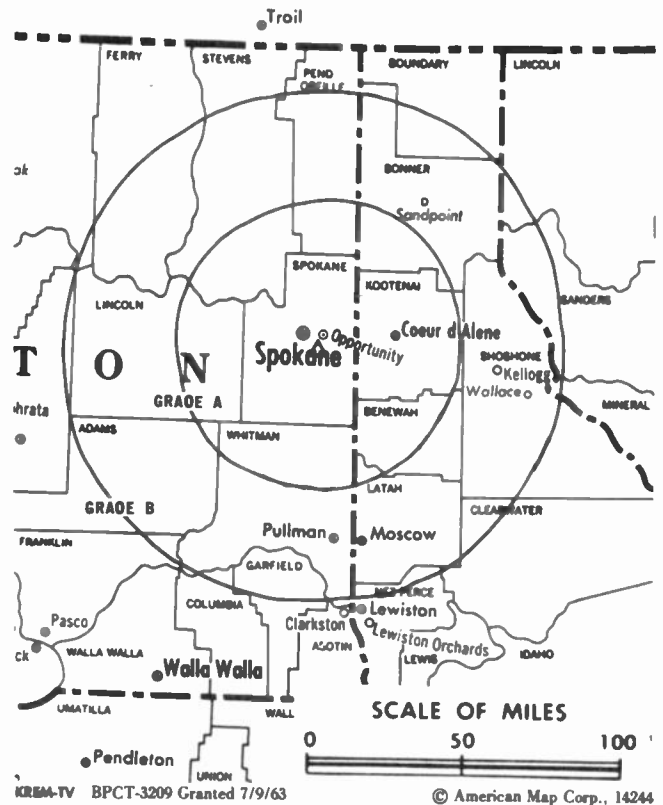 Trail
FERRY
STEVENS
PEND
OREILLE
BOUNDARY
LINCOLN
BONNER
Sandpoint
SPOKANE
KOOTENAI
LINCOLN
SANDERS
Spokane
Opportunity
Coeur d'Alene
T O N
SHOSHONE
Kellogg
Wallace
GRADE A
MINERAL
hrata
ADAMS
WHITMAN
BENEWAH
LATAH
GRADE B
CLEARWATER
Pullman
Moscow
FRANKLIN
GARFIELD
NEZ PERCE
COLUMBIA
Lewiston
Clarkston
Lewiston Orchards
Pasco
ck
WALLA WALLA
ASOTIN
LEWIS
IDAHO
Walla Walla
UMATILLA
WALL
SCALE OF MILES
0 50 100
Pendleton
UNION
KREM-TV BPCT-3209 Granted 7/9/63
© American Map Corp., 14244